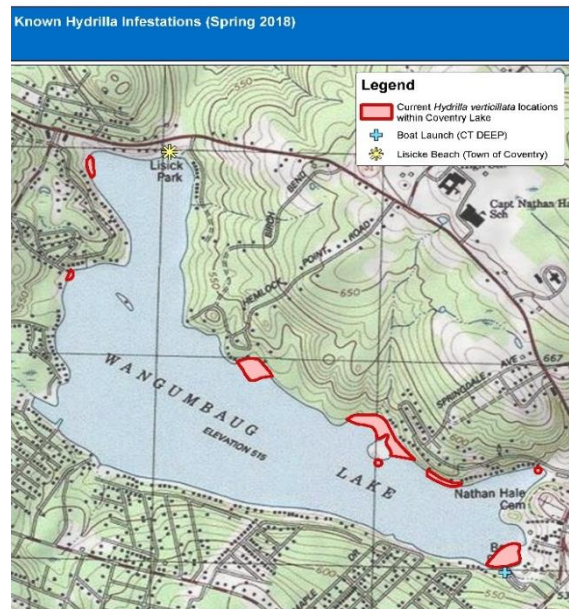 Known Hydrilla Infestations (Spring 2018)
Legend
Current Hydrilla verticillata locations
within Coventry Lake
Boat Launch (CT DEEP)
Lisicke Beach (Town of Coventry)
Lisick
Park
BIRCH BEND
HEMLOCK POINT ROAD
Capt Nathan Ha
Sch
650
667
SPRINGDALE AVE
600
WANGUMBAUG
LAKE
ELEVATION 515
Nathan Hale
Cem
550
600